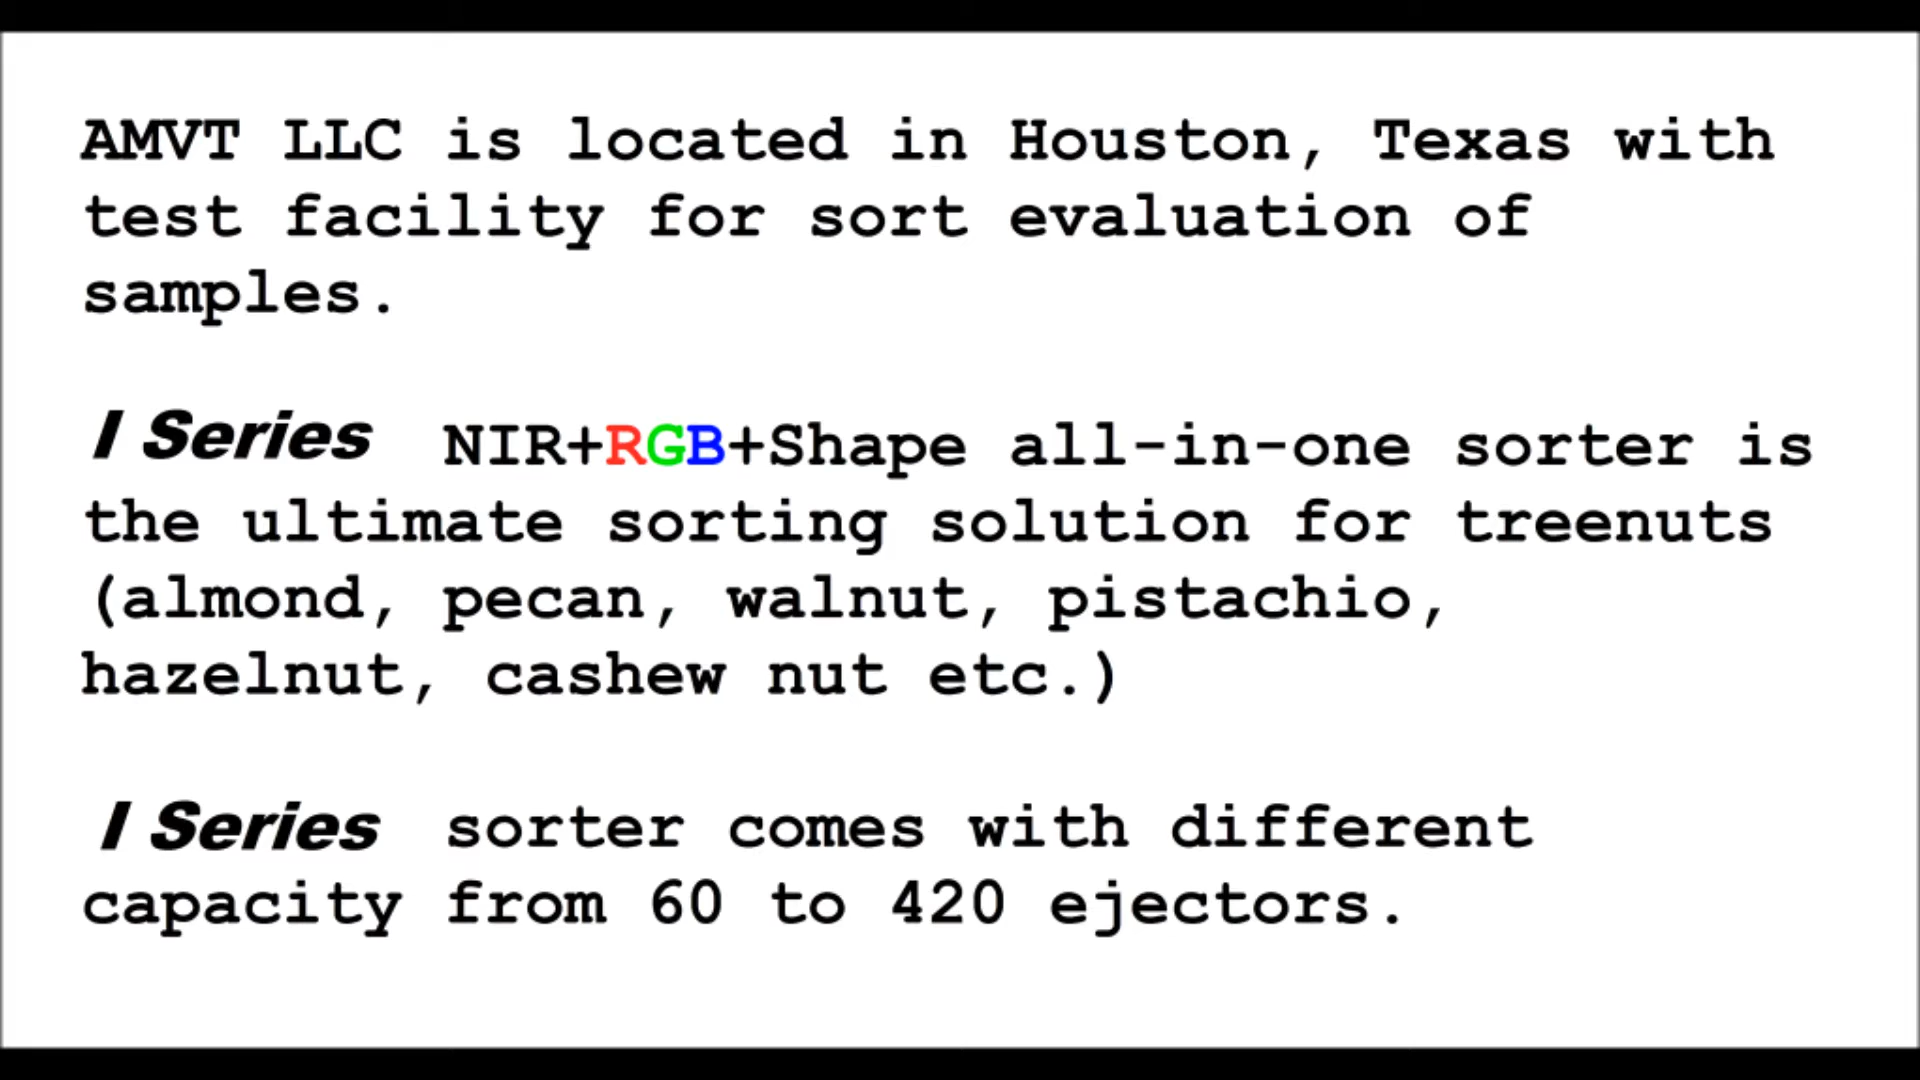 AMVT LLC is located in Houston, Texas with
test facility for sort evaluation of
samples.
I Series NIR+RGB+Shape all-in-one sorter is
the ultimate sorting solution for treenuts
(almond, pecan, walnut, pistachio,
hazelnut, cashew nut etc.)
I Series sorter comes with different
capacity from 60 to 420 ejectors.